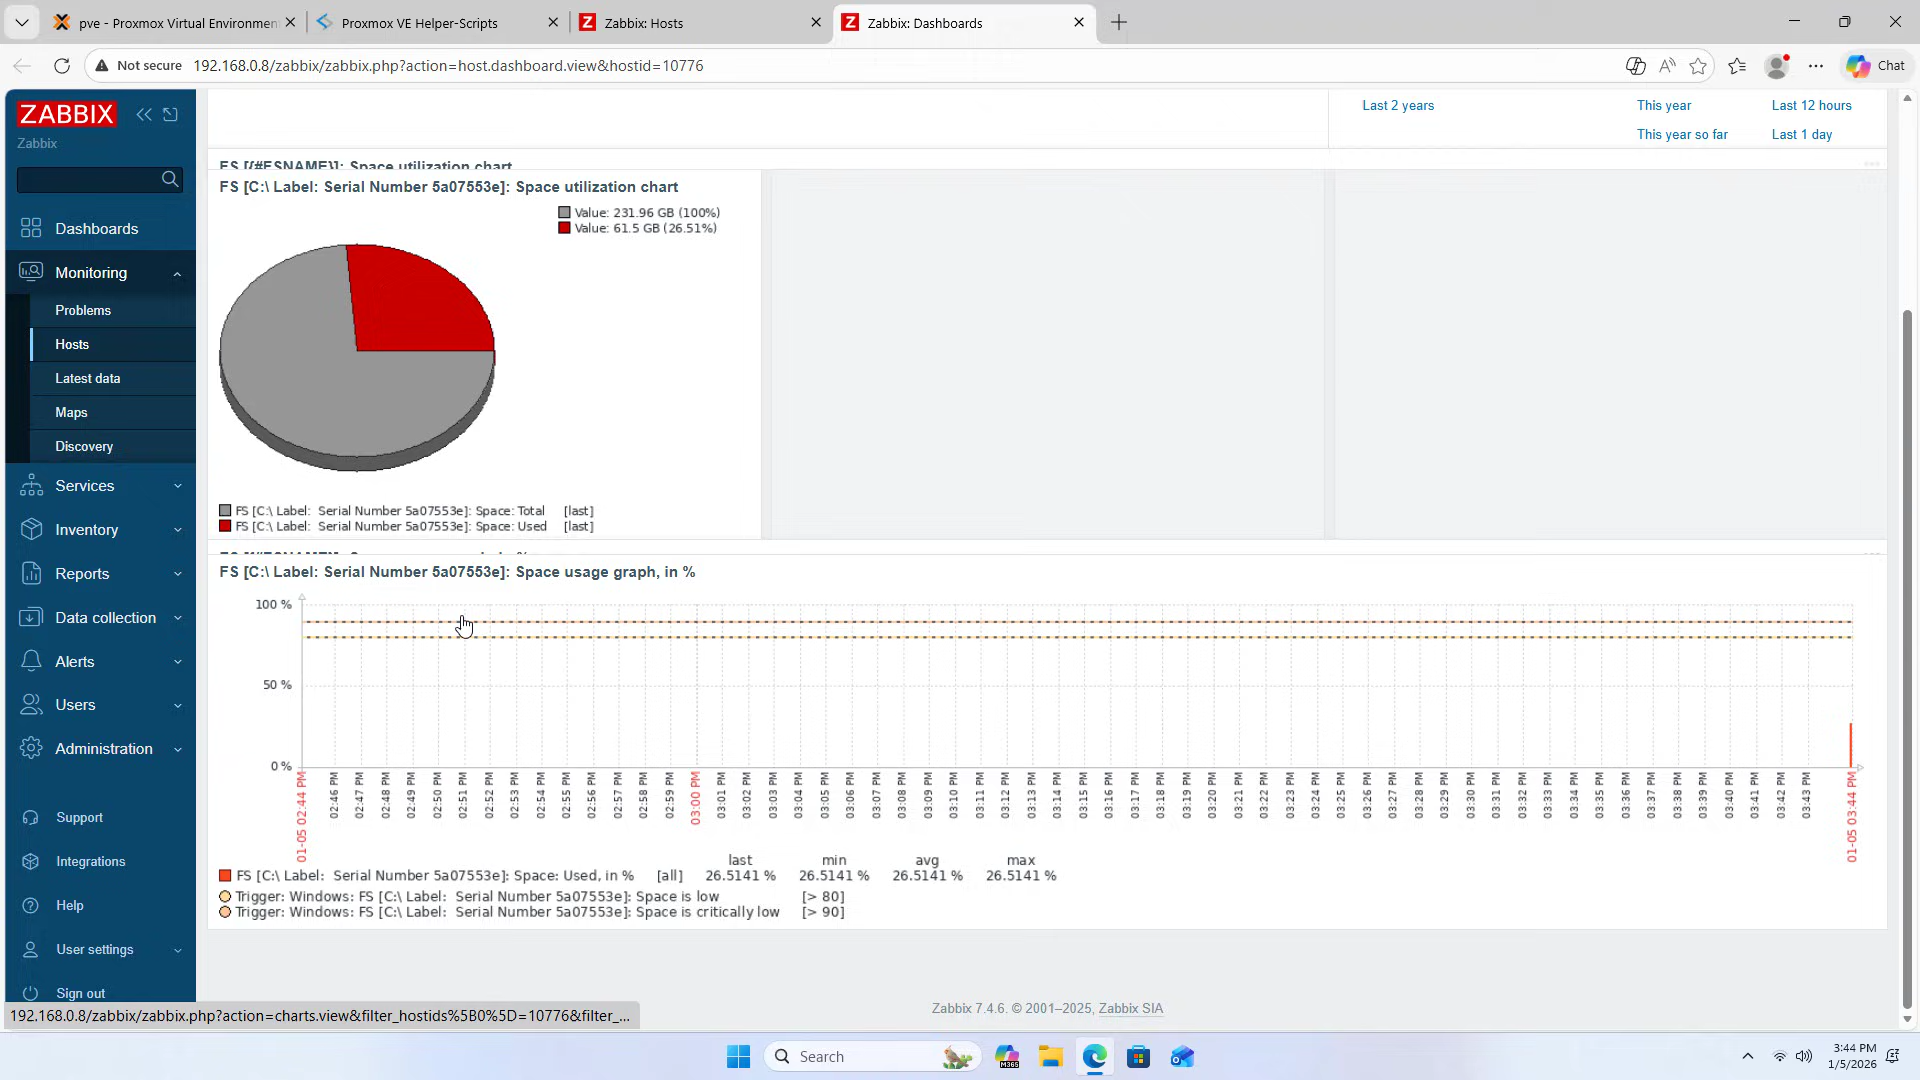 pve - Proxmox Virtual Environmen
Proxmox VE Helper-Scripts
Zabbix: Hosts
Zabbix: Dashboards
Not secure
192.168.0.8/zabbix/zabbix.php?action=host.dashboard.view&hostid=10776
Chat
ZABBIX
Zabbix
Dashboards
Monitoring
Problems
Hosts
Latest data
Maps
Discovery
Services
Inventory
Reports
Data collection
Alerts
Users
Administration
Support
Integrations
Help
User settings
Sign out
Last 2 years
This year
Last 12 hours
This year so far
Last 1 day
FS [{#FSNAME}]: Space utilization chart
FS [C:\ Label: Serial Number 5a07553e]: Space utilization chart
Value: 231.96 GB (100%)
Value: 61.5 GB (26.51%)
FS [C:\ Label:  Serial Number 5a07553e]: Space: Total [last]
FS [C:\ Label:  Serial Number 5a07553e]: Space: Used [last]
FS [C:\ Label: Serial Number 5a07553e]: Space usage graph, in %
100 %
50 %
0 %
01-05 02:44 PM
02:46 PM
02:47 PM
02:48 PM
02:49 PM
02:50 PM
02:51 PM
02:52 PM
02:53 PM
02:54 PM
02:55 PM
02:56 PM
02:57 PM
02:58 PM
02:59 PM
03:00 PM
03:01 PM
03:02 PM
03:03 PM
03:04 PM
03:05 PM
03:06 PM
03:07 PM
03:08 PM
03:09 PM
03:10 PM
03:11 PM
03:12 PM
03:13 PM
03:14 PM
03:15 PM
03:16 PM
03:17 PM
03:18 PM
03:19 PM
03:20 PM
03:21 PM
03:22 PM
03:23 PM
03:24 PM
03:25 PM
03:26 PM
03:27 PM
03:28 PM
03:29 PM
03:30 PM
03:31 PM
03:32 PM
03:33 PM
03:34 PM
03:35 PM
03:36 PM
03:37 PM
03:38 PM
03:39 PM
03:40 PM
03:41 PM
03:42 PM
03:43 PM
01-05 03:44 PM
last min avg max
FS [C:\ Label:  Serial Number 5a07553e]: Space: Used, in % [all] 26.5141 % 26.5141 % 26.5141 % 26.5141 %
Trigger: Windows: FS [C:\ Label:  Serial Number 5a07553e]: Space is low [> 80]
Trigger: Windows: FS [C:\ Label:  Serial Number 5a07553e]: Space is critically low [> 90]
Zabbix 7.4.6. © 2001–2025, Zabbix SIA
192.168.0.8/zabbix/zabbix.php?action=charts.view&filter_hostids%5B0%5D=10776&filter_...
Search
M365
3:44 PM
1/5/2026